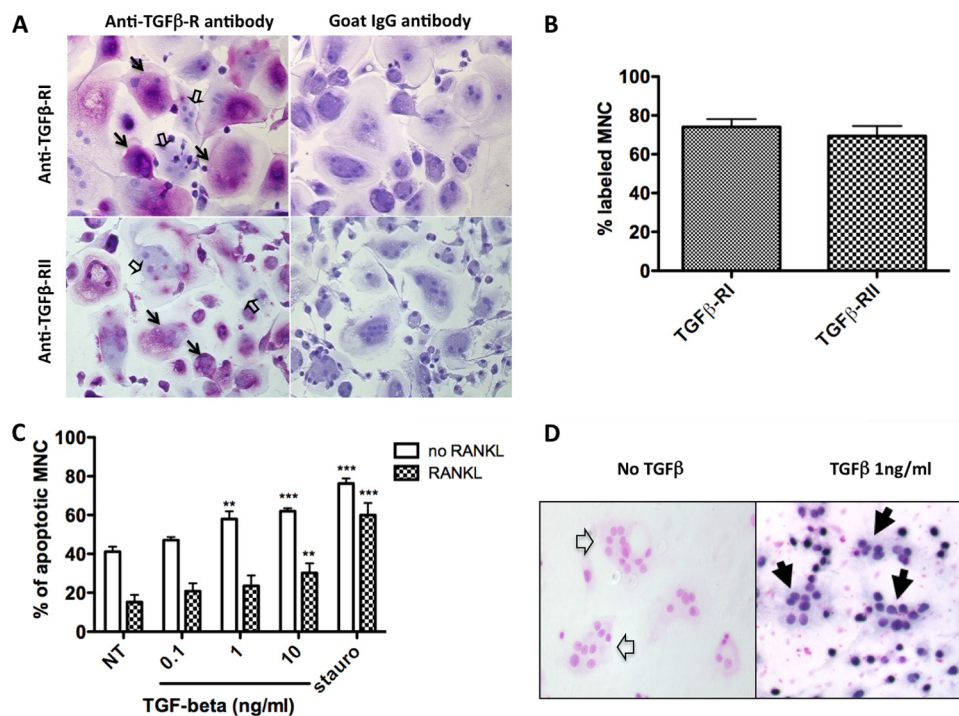 A
Anti-TGFβ-R antibody
Goat IgG antibody
Anti-TGFβ-RI
Anti-TGFβ-RII
B
% labeled MNC
100
80
60
40
20
0
TGFβ-RI
TGFβ-RII
C
% of apoptotic MNC
100
80
60
40
20
0
no RANKL
RANKL
**
***
**
***
***
NT
0.1
1
10
stauro
TGF-beta (ng/ml)
D
No TGFβ
TGFβ 1ng/ml